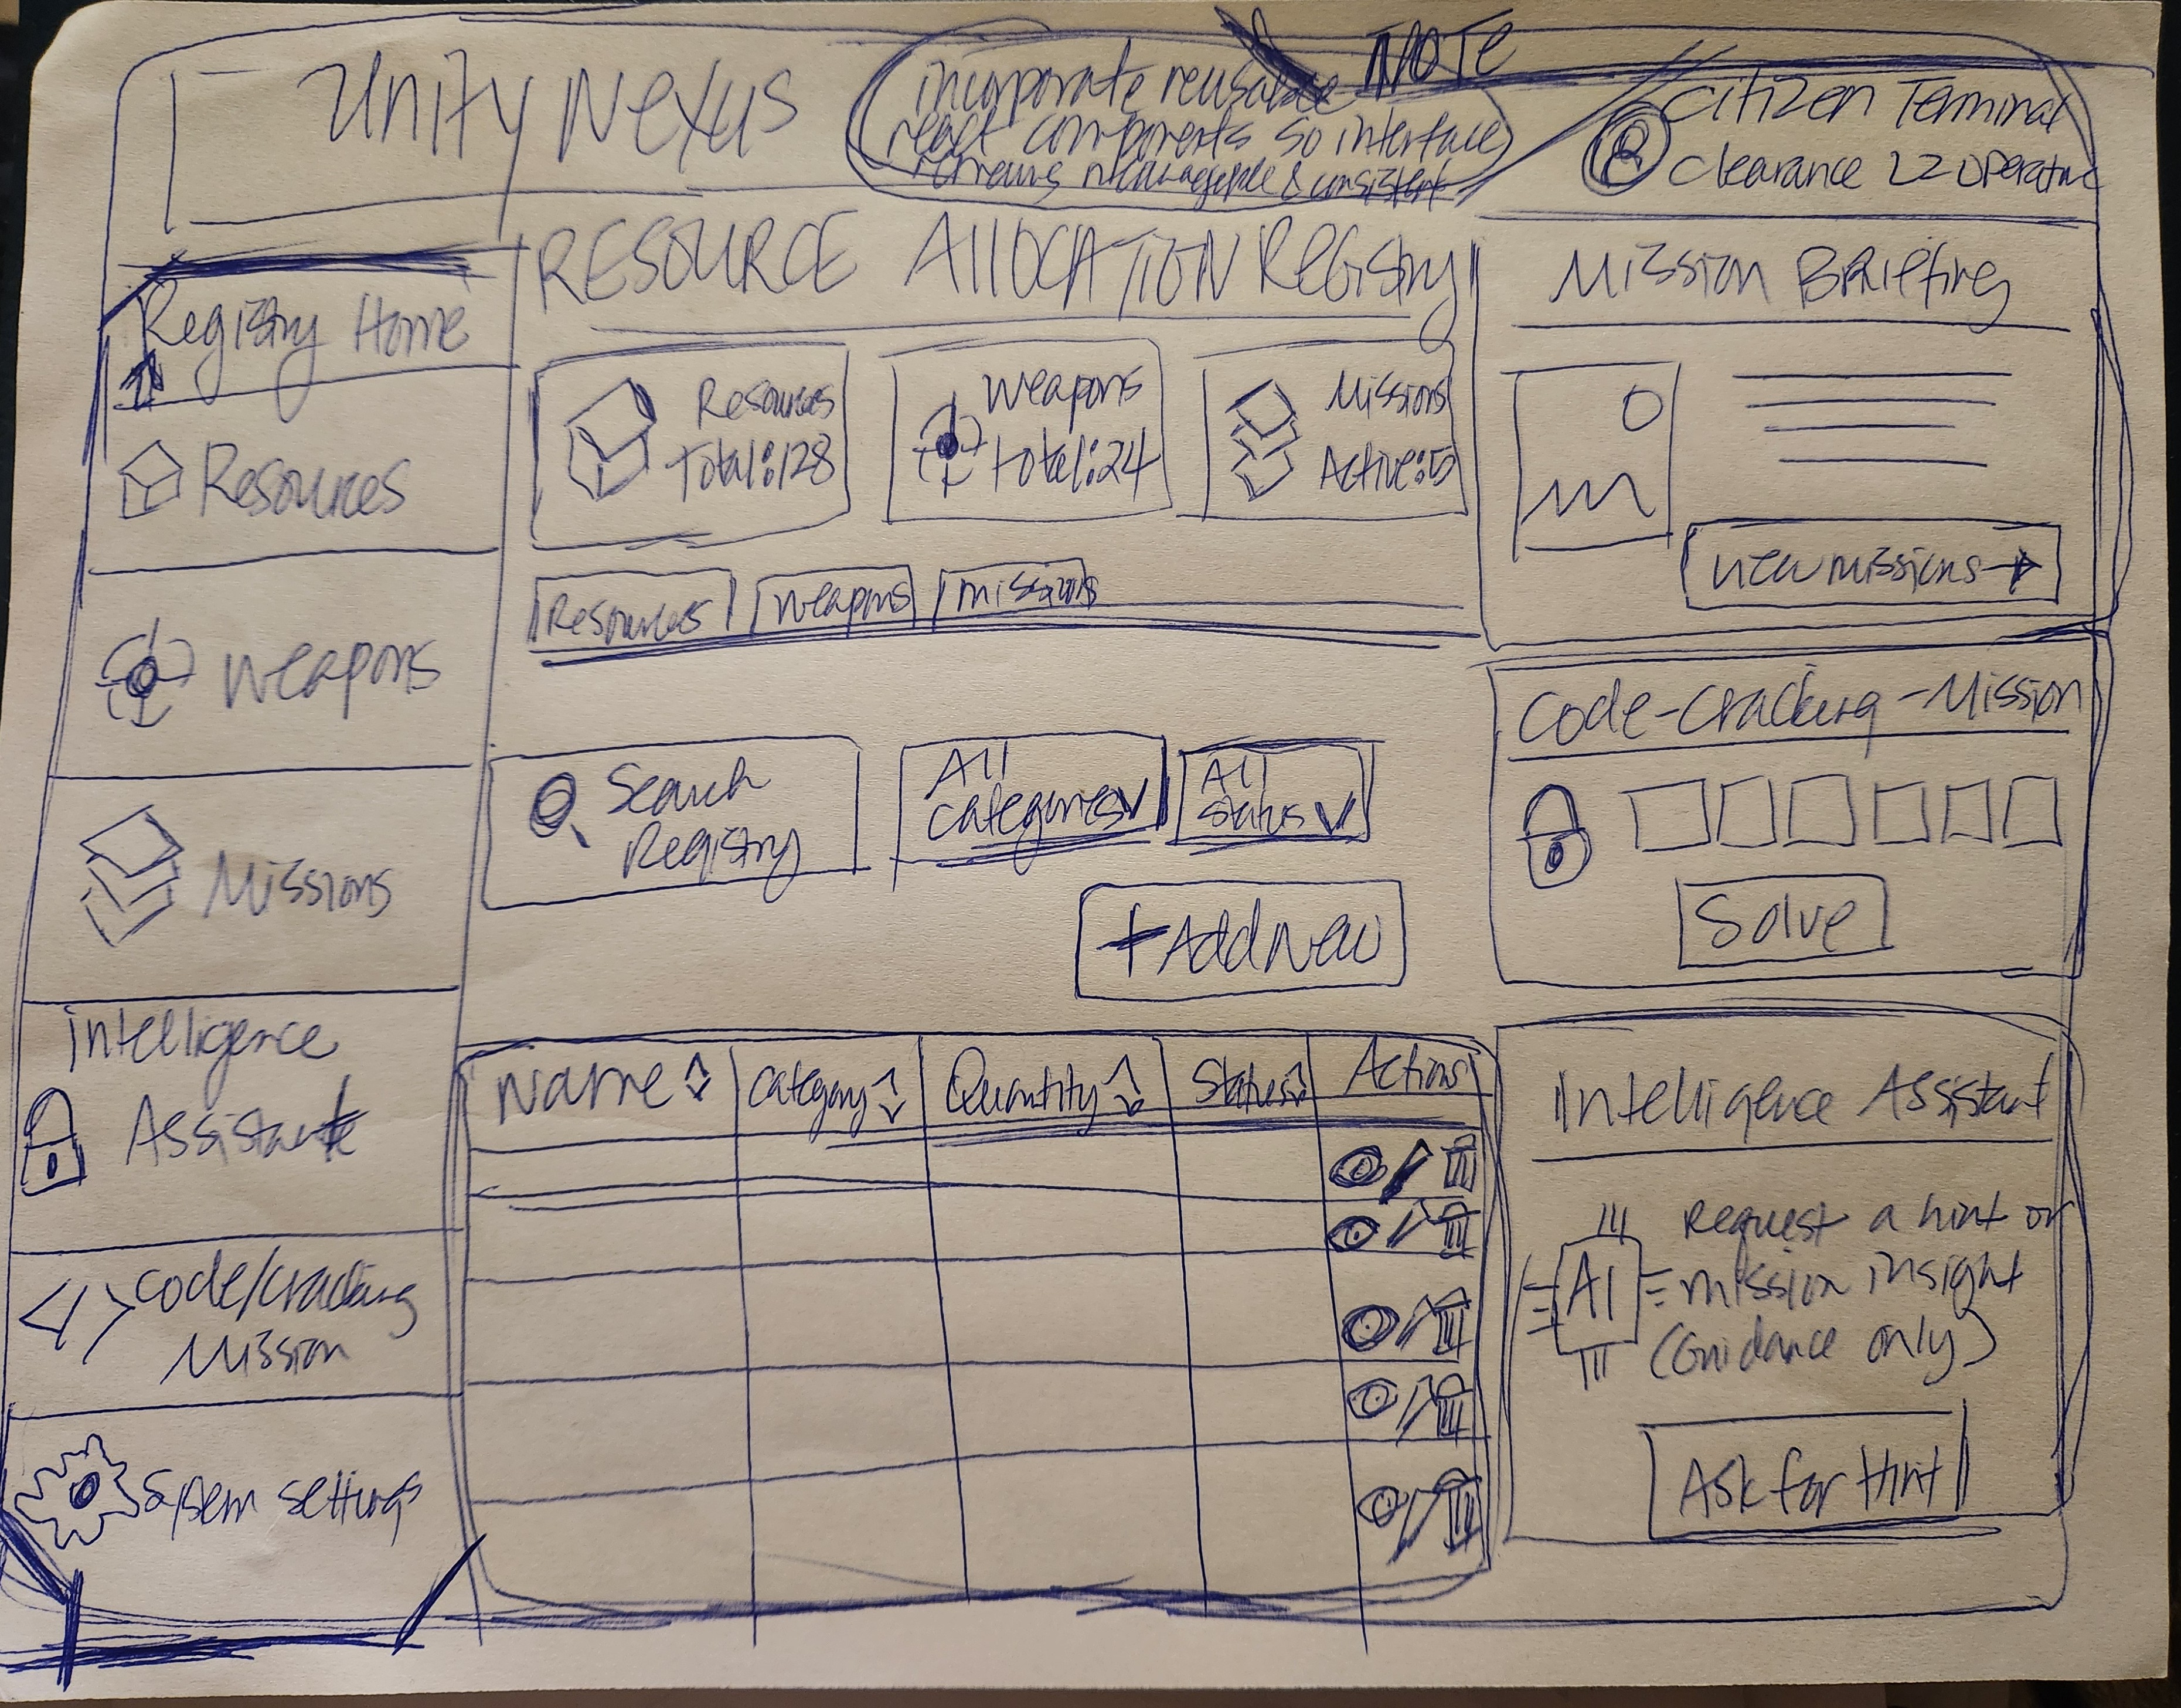 Unity Nexus
NOTE
incorporate reusable
react components so interface
remains manageable & consistent
Citizen Terminal
Clearance L2 Operative
Registry Home
Resources
Weapons
Missions
Intelligence
Assistant
</> code/cracking
Mission
System settings
RESOURCE AllOCATION Registry
Resources
Total:128
Weapons
total:24
Missions
Active:5
Resources
Weapons
missions
Search
Registry
All
categories
All
status
+Add New
Name
Category
Quantity
Status
Actions
Mission Briefing
View missions
Code-Cracking-Mission
Solve
Intelligence Assistant
AI
Request a hint or
mission insight
(Guidance only)
Ask for Hint